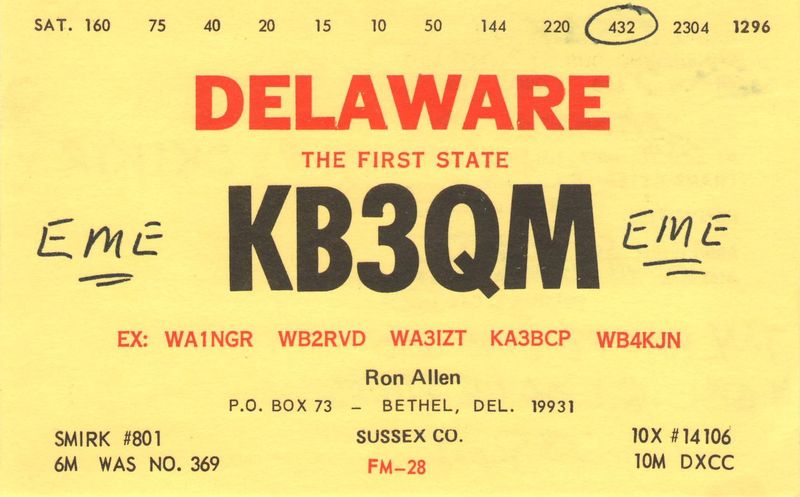 SAT. 160 75 40 20 15 10 50 144 220 432 2304 1296
DELAWARE
THE FIRST STATE
EME KB3QM EME
EX: WA1NGR WB2RVD WA3IZT KA3BCP WB4KJN
Ron Allen
P.O. BOX 73 – BETHEL, DEL. 19931
SMIRK #801 SUSSEX CO. 10X #14106
6M WAS NO. 369 FM–28 10M DXCC